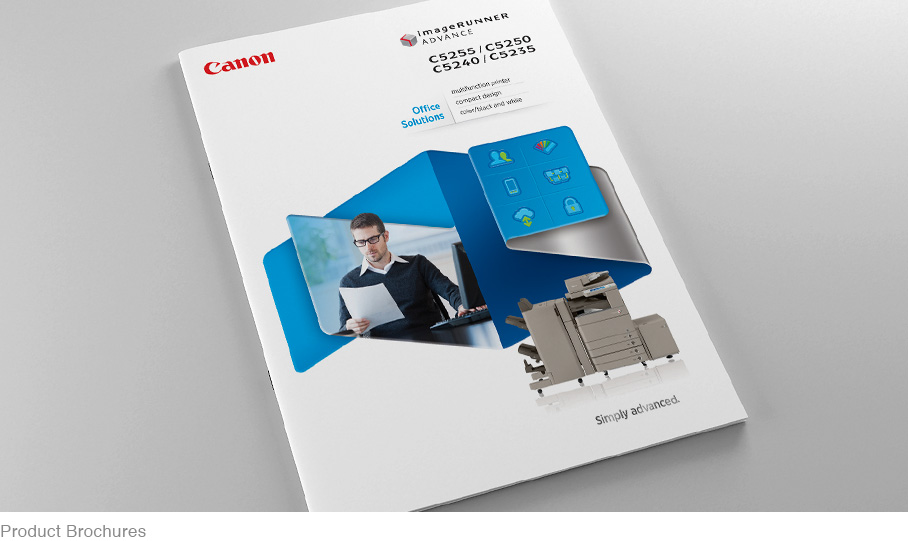 Canon
imageRUNNER
ADVANCE
C5255 / C5250
C5240 / C5235
Office
Solutions
multifunction printer
compact design
color/black and white
Simply advanced.
Product Brochures